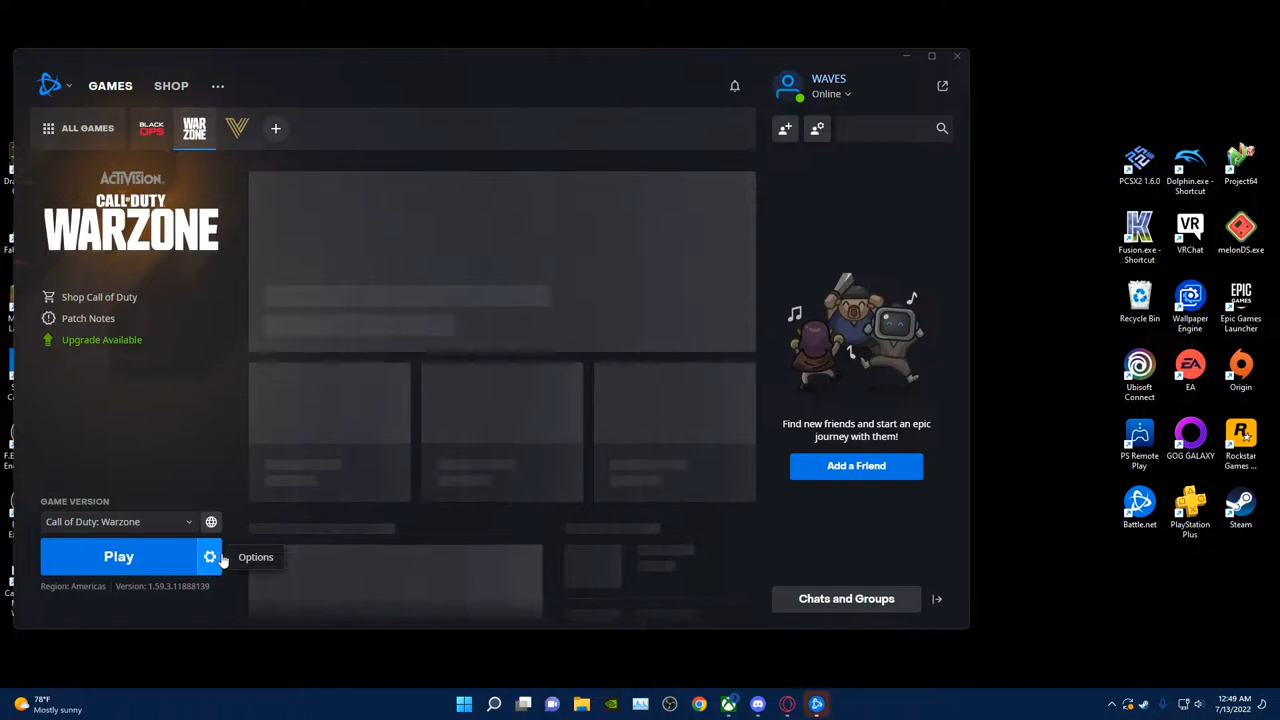 GAMES
SHOP
WAVES
Online
ALL GAMES
BLACK
OPS
WAR
ZONE
ACTIVISION
CALL OF DUTY
WARZONE
Shop Call of Duty
Patch Notes
Upgrade Available
GAME VERSION
Call of Duty: Warzone
Play
Options
Region: Americas
Version: 1.59.3.11888139
Find new friends and start an epic
journey with them!
Add a Friend
Chats and Groups
PCSX2 1.6.0
Dolphin.exe -
Shortcut
Project64
Fusion.exe -
Shortcut
VR
VRChat
melonDS.exe
Recycle Bin
Wallpaper
Engine
EPIC
GAMES
Epic Games
Launcher
Ubisoft
Connect
EA
EA
Origin
PS Remote
Play
GOG GALAXY
Rockstar
Games ...
Battle.net
PlayStation
Plus
Steam
78°F
Mostly sunny
12:49 AM
7/13/2022